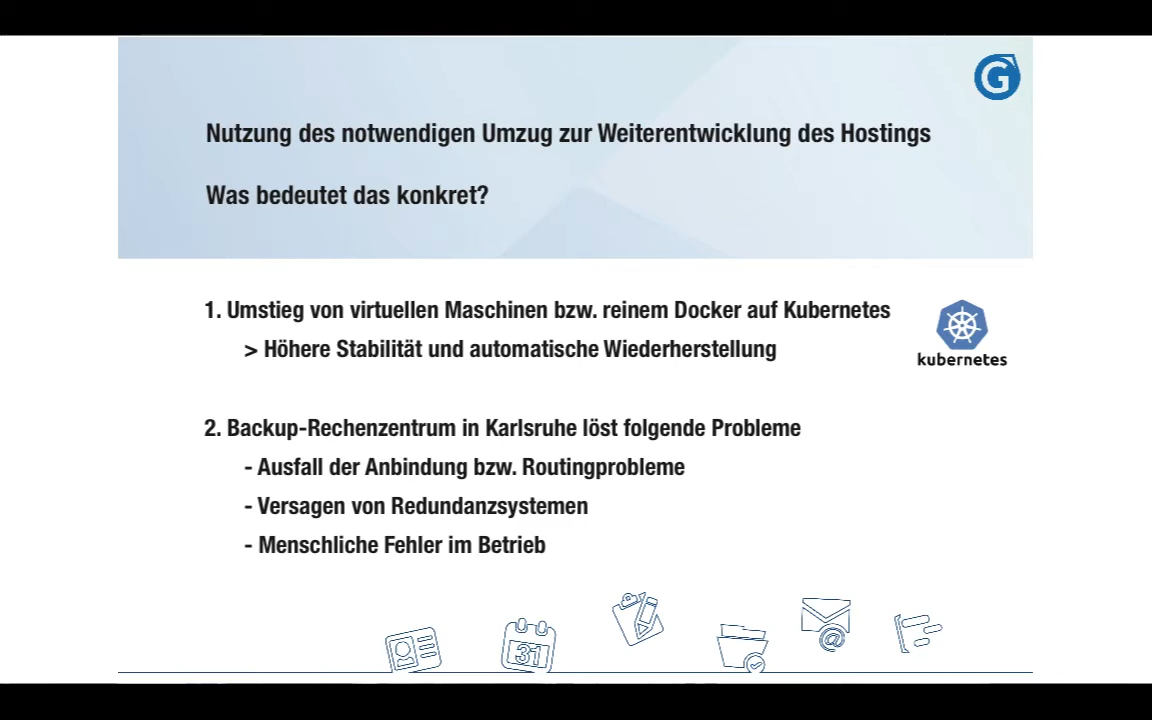 G
Nutzung des notwendigen Umzug zur Weiterentwicklung des Hostings
Was bedeutet das konkret?
1. Umstieg von virtuellen Maschinen bzw. reinem Docker auf Kubernetes
> Höhere Stabilität und automatische Wiederherstellung
kubernetes
2. Backup-Rechenzentrum in Karlsruhe löst folgende Probleme
- Ausfall der Anbindung bzw. Routingprobleme
- Versagen von Redundanzsystemen
- Menschliche Fehler im Betrieb
31
@